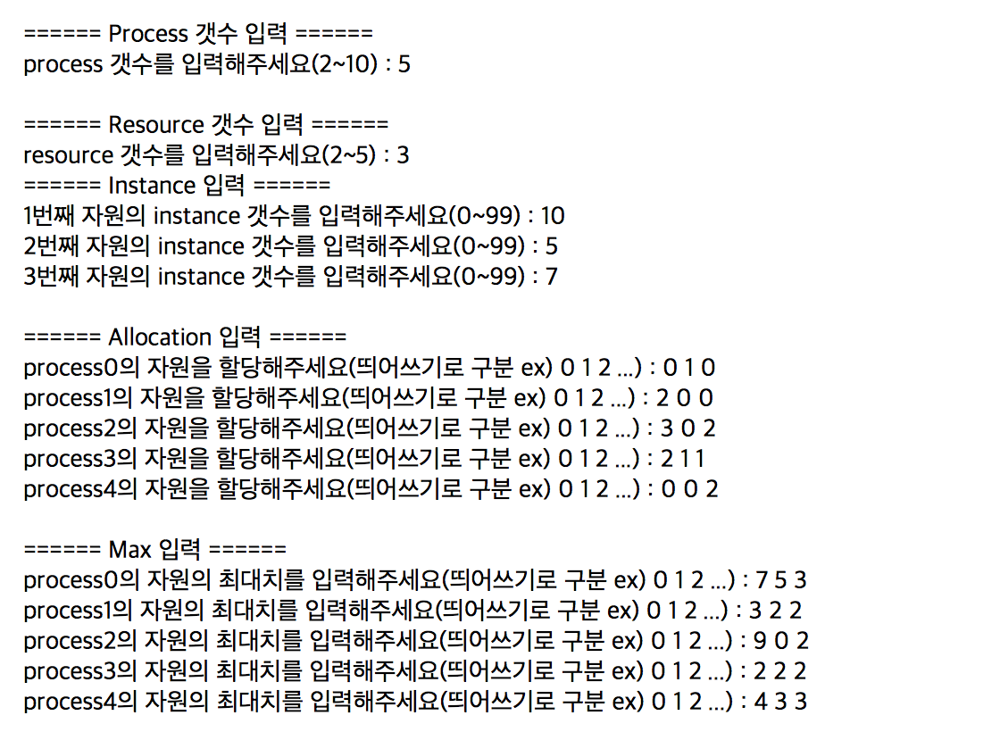 ====== Process 갯수 입력 ======
process 갯수를 입력해주세요(2~10) : 5
====== Resource 갯수 입력 ======
resource 갯수를 입력해주세요(2~5) : 3
====== Instance 입력 ======
1번째 자원의 instance 갯수를 입력해주세요(0~99) : 10
2번째 자원의 instance 갯수를 입력해주세요(0~99) : 5
3번째 자원의 instance 갯수를 입력해주세요(0~99) : 7
====== Allocation 입력 ======
process0의 자원을 할당해주세요(띄어쓰기로 구분 ex) 0 1 2 ...) : 0 1 0
process1의 자원을 할당해주세요(띄어쓰기로 구분 ex) 0 1 2 ...) : 2 0 0
process2의 자원을 할당해주세요(띄어쓰기로 구분 ex) 0 1 2 ...) : 3 0 2
process3의 자원을 할당해주세요(띄어쓰기로 구분 ex) 0 1 2 ...) : 2 1 1
process4의 자원을 할당해주세요(띄어쓰기로 구분 ex) 0 1 2 ...) : 0 0 2
====== Max 입력 ======
process0의 자원의 최대치를 입력해주세요(띄어쓰기로 구분 ex) 0 1 2 ...) : 7 5 3
process1의 자원의 최대치를 입력해주세요(띄어쓰기로 구분 ex) 0 1 2 ...) : 3 2 2
process2의 자원의 최대치를 입력해주세요(띄어쓰기로 구분 ex) 0 1 2 ...) : 9 0 2
process3의 자원의 최대치를 입력해주세요(띄어쓰기로 구분 ex) 0 1 2 ...) : 2 2 2
process4의 자원의 최대치를 입력해주세요(띄어쓰기로 구분 ex) 0 1 2 ...) : 4 3 3